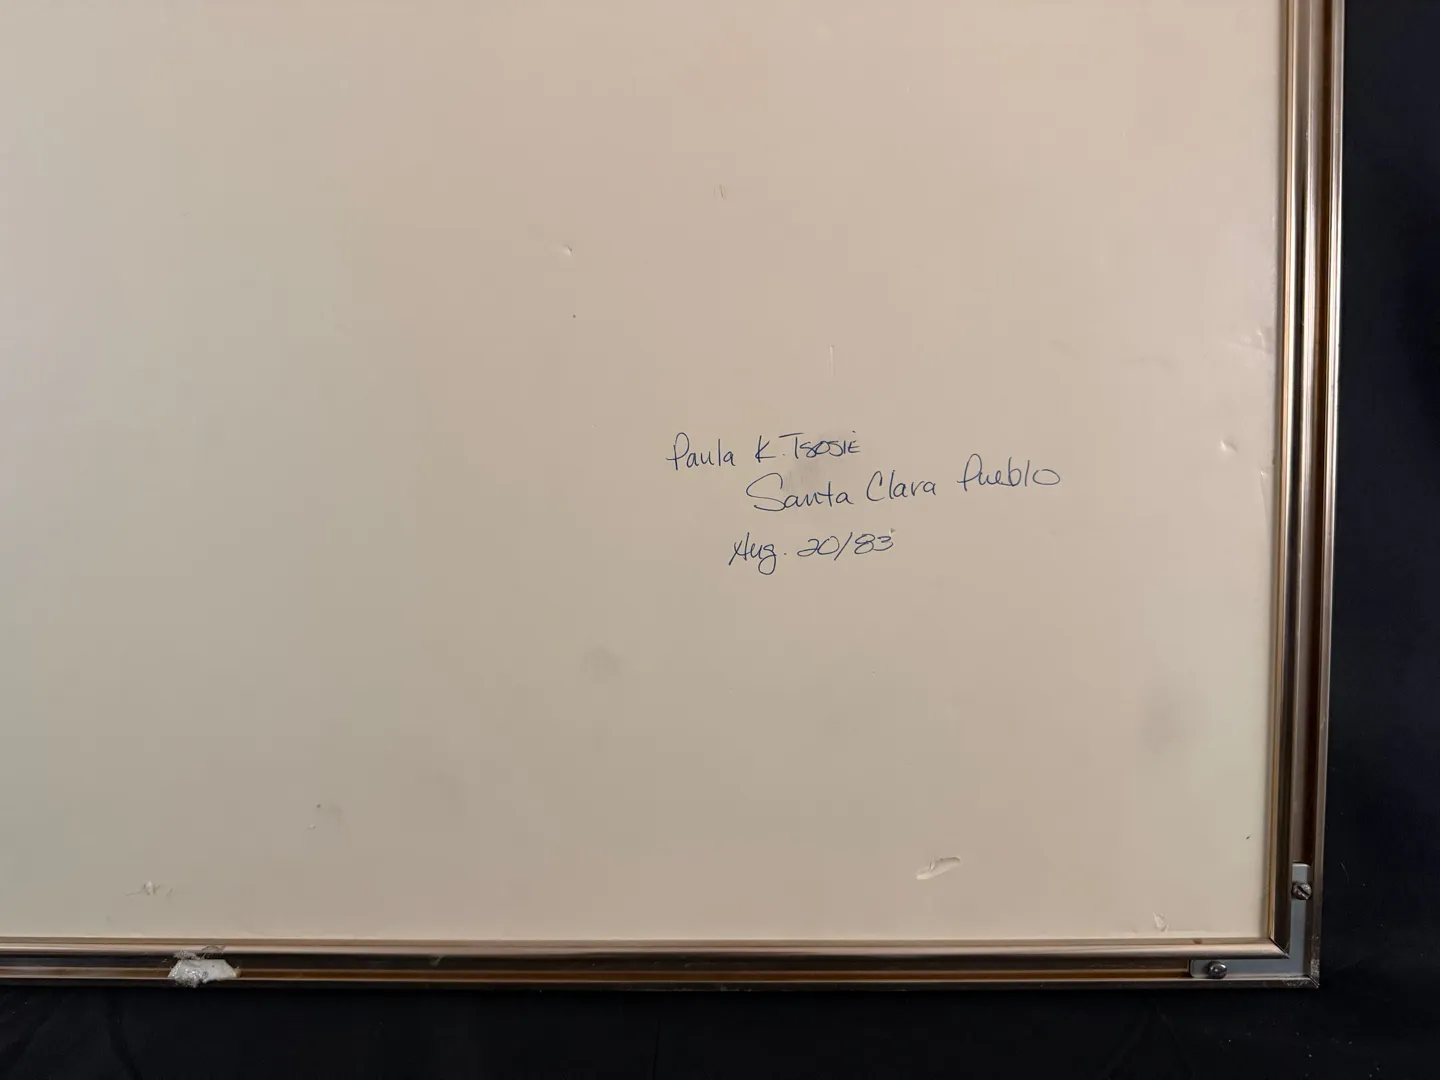 Paula K. Tsosie
Santa Clara Pueblo
Aug. 20/83